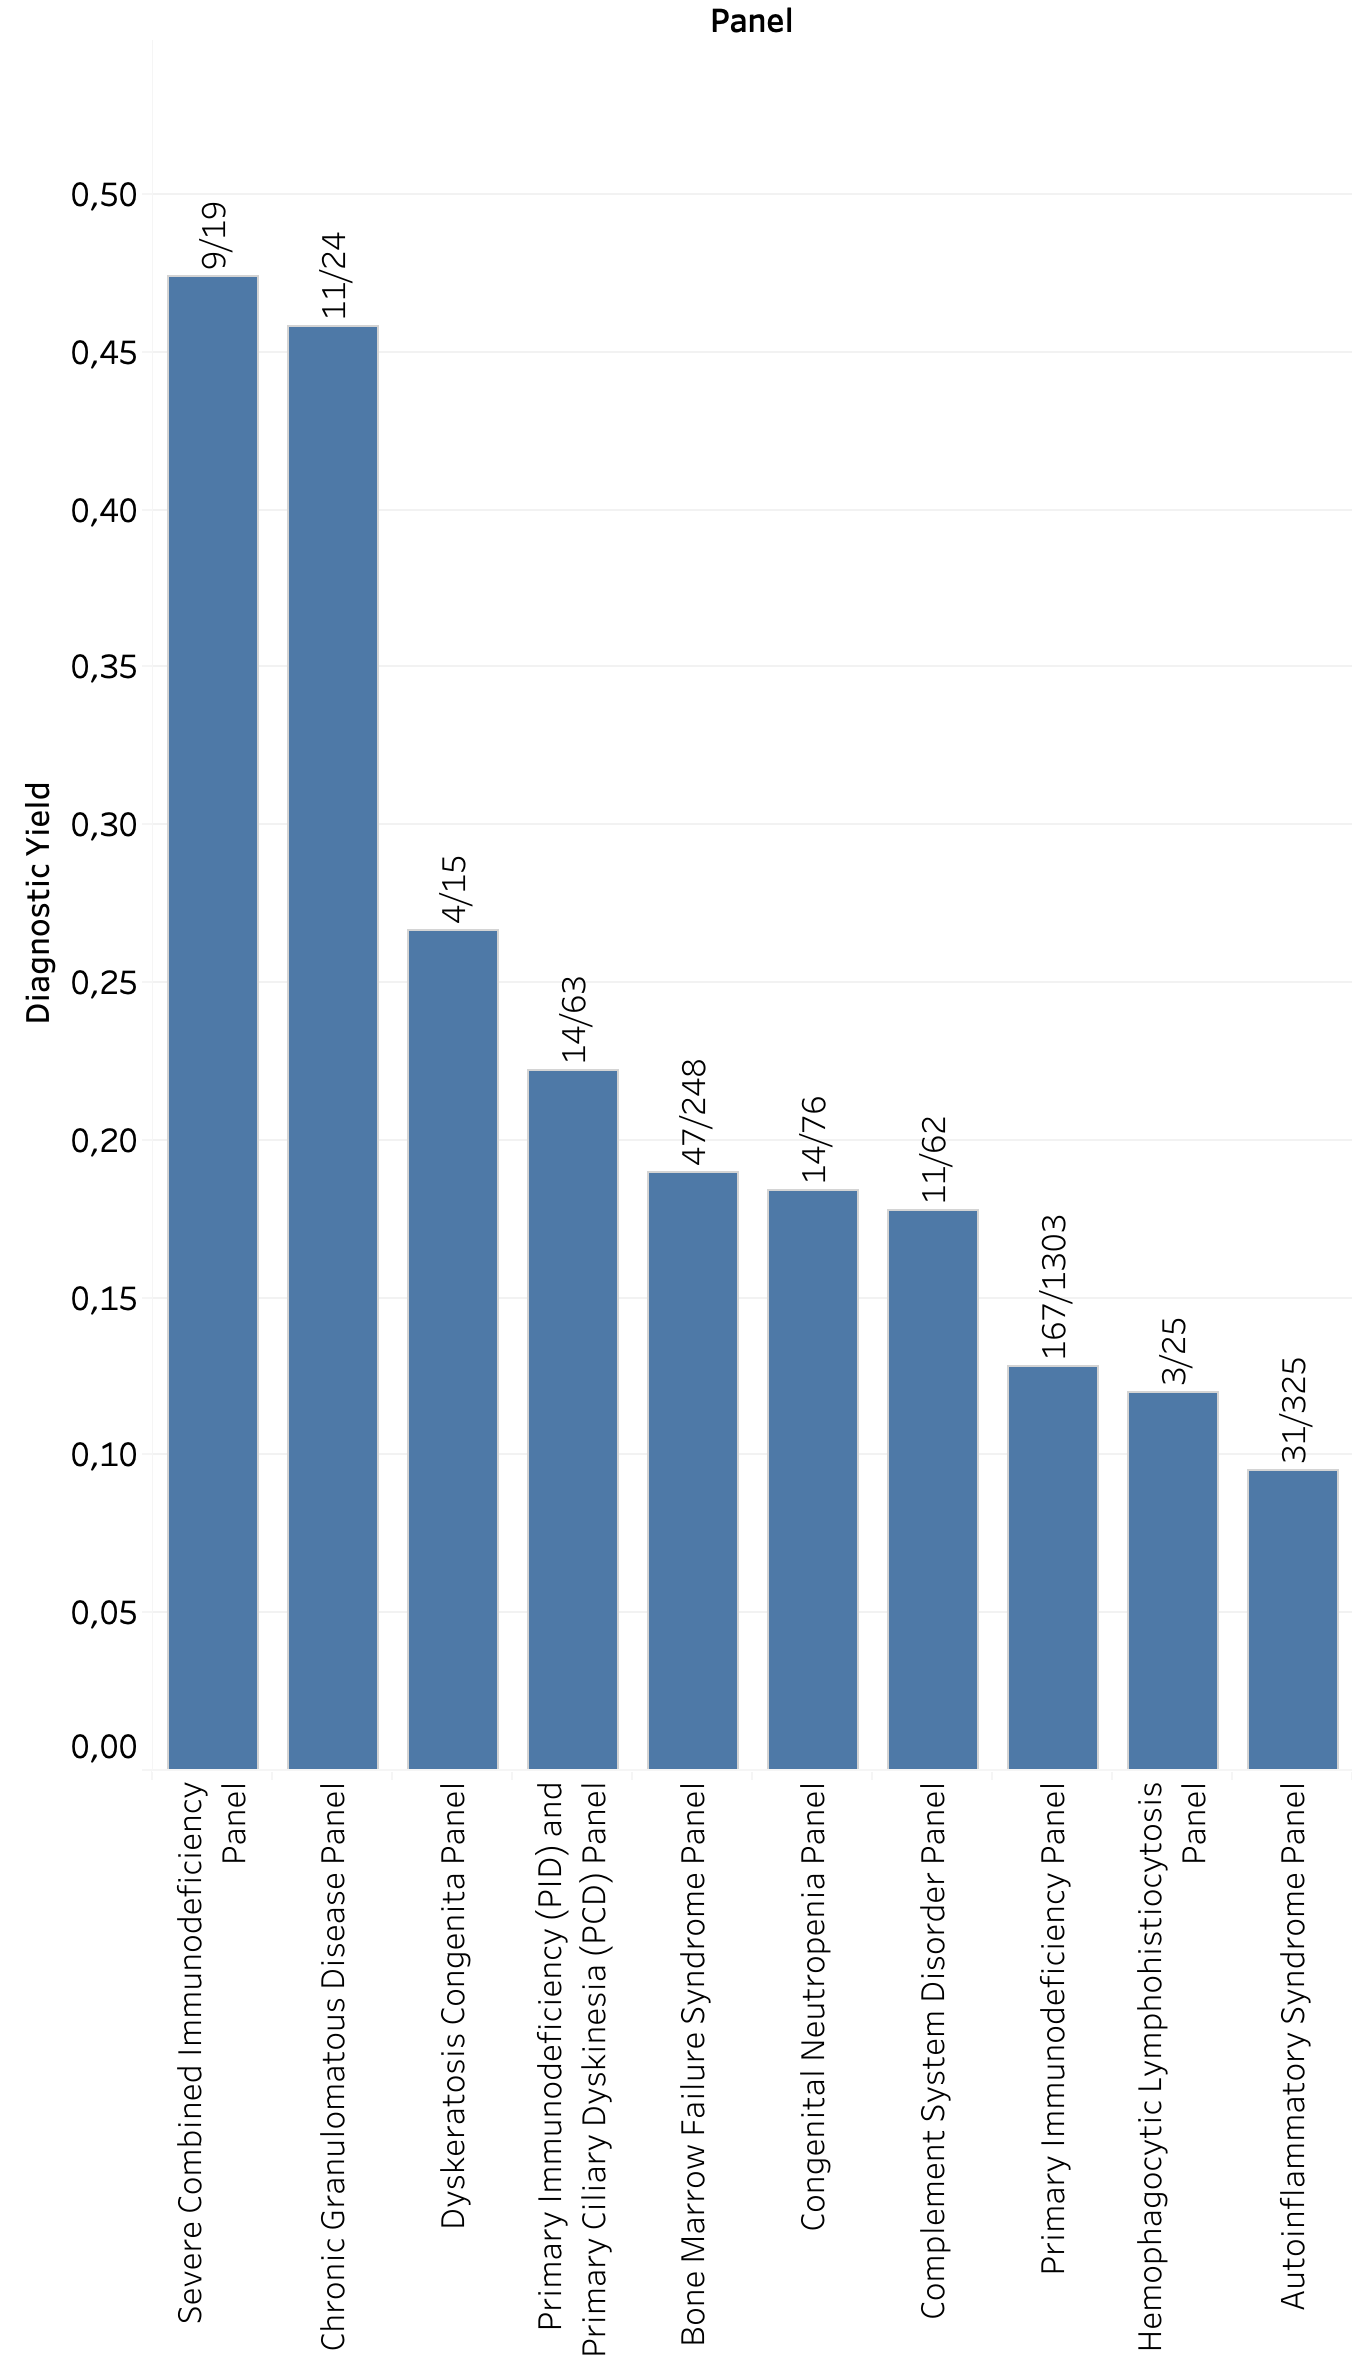 Panel
Diagnostic Yield
0,50
0,45
0,40
0,35
0,30
0,25
0,20
0,15
0,10
0,05
0,00
9/19
11/24
4/15
14/63
47/248
14/76
11/62
167/1303
3/25
31/325
Severe Combined Immunodeficiency
Panel
Chronic Granulomatous Disease Panel
Dyskeratosis Congenita Panel
Primary Immunodeficiency (PID) and
Primary Ciliary Dyskinesia (PCD) Panel
Bone Marrow Failure Syndrome Panel
Congenital Neutropenia Panel
Complement System Disorder Panel
Primary Immunodeficiency Panel
Hemophagocytic Lymphohistiocytosis
Panel
Autoinflammatory Syndrome Panel